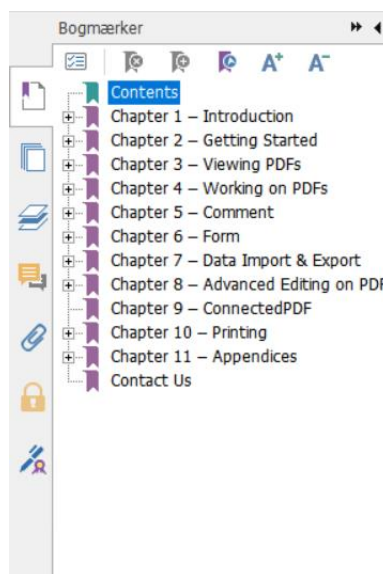 Bogmærker
A+ A-
Contents
Chapter 1 – Introduction
Chapter 2 – Getting Started
Chapter 3 – Viewing PDFs
Chapter 4 – Working on PDFs
Chapter 5 – Comment
Chapter 6 – Form
Chapter 7 – Data Import & Export
Chapter 8 – Advanced Editing on PDF
Chapter 9 – ConnectedPDF
Chapter 10 – Printing
Chapter 11 – Appendices
Contact Us